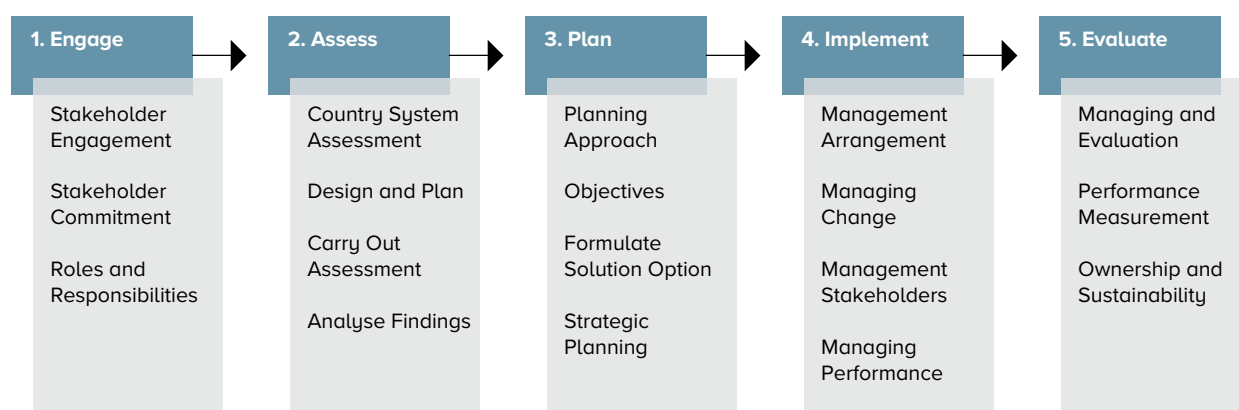 1. Engage
Stakeholder
Engagement
Stakeholder
Commitment
Roles and
Responsibilities
2. Assess
Country System
Assessment
Design and Plan
Carry Out
Assessment
Analyse Findings
3. Plan
Planning
Approach
Objectives
Formulate
Solution Option
Strategic
Planning
4. Implement
Management
Arrangement
Managing
Change
Management
Stakeholders
Managing
Performance
5. Evaluate
Managing and
Evaluation
Performance
Measurement
Ownership and
Sustainability